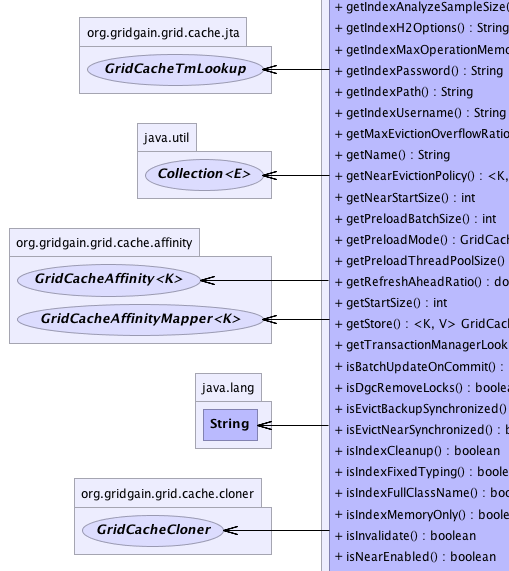 org.gridgain.grid.cache.jta
GridCacheTmLookup
java.util
Collection<E>
org.gridgain.grid.cache.affinity
GridCacheAffinity<K>
GridCacheAffinityMapper<K>
java.lang
String
org.gridgain.grid.cache.cloner
GridCacheCloner
+ getIndexAnalyzeSampleSize(
+ getIndexH2Options() : String
+ getIndexMaxOperationMemo
+ getIndexPassword() : String
+ getIndexPath() : String
+ getIndexUsername() : String
+ getMaxEvictionOverflowRatio
+ getName() : String
+ getNearEvictionPolicy() : <K,
+ getNearStartSize() : int
+ getPreloadBatchSize() : int
+ getPreloadMode() : GridCach
+ getPreloadThreadPoolSize()
+ getRefreshAheadRatio() : do
+ getStartSize() : int
+ getStore() : <K, V> GridCac
+ getTransactionManagerLook
+ isBatchUpdateOnCommit() :
+ isDgcRemoveLocks() : boolea
+ isEvictBackupSynchronized()
+ isEvictNearSynchronized() : b
+ isIndexCleanup() : boolean
+ isIndexFixedTyping() : boole
+ isIndexFullClassName() : boo
+ isIndexMemoryOnly() : boole
+ isInvalidate() : boolean
+ isNearEnabled() : boolean